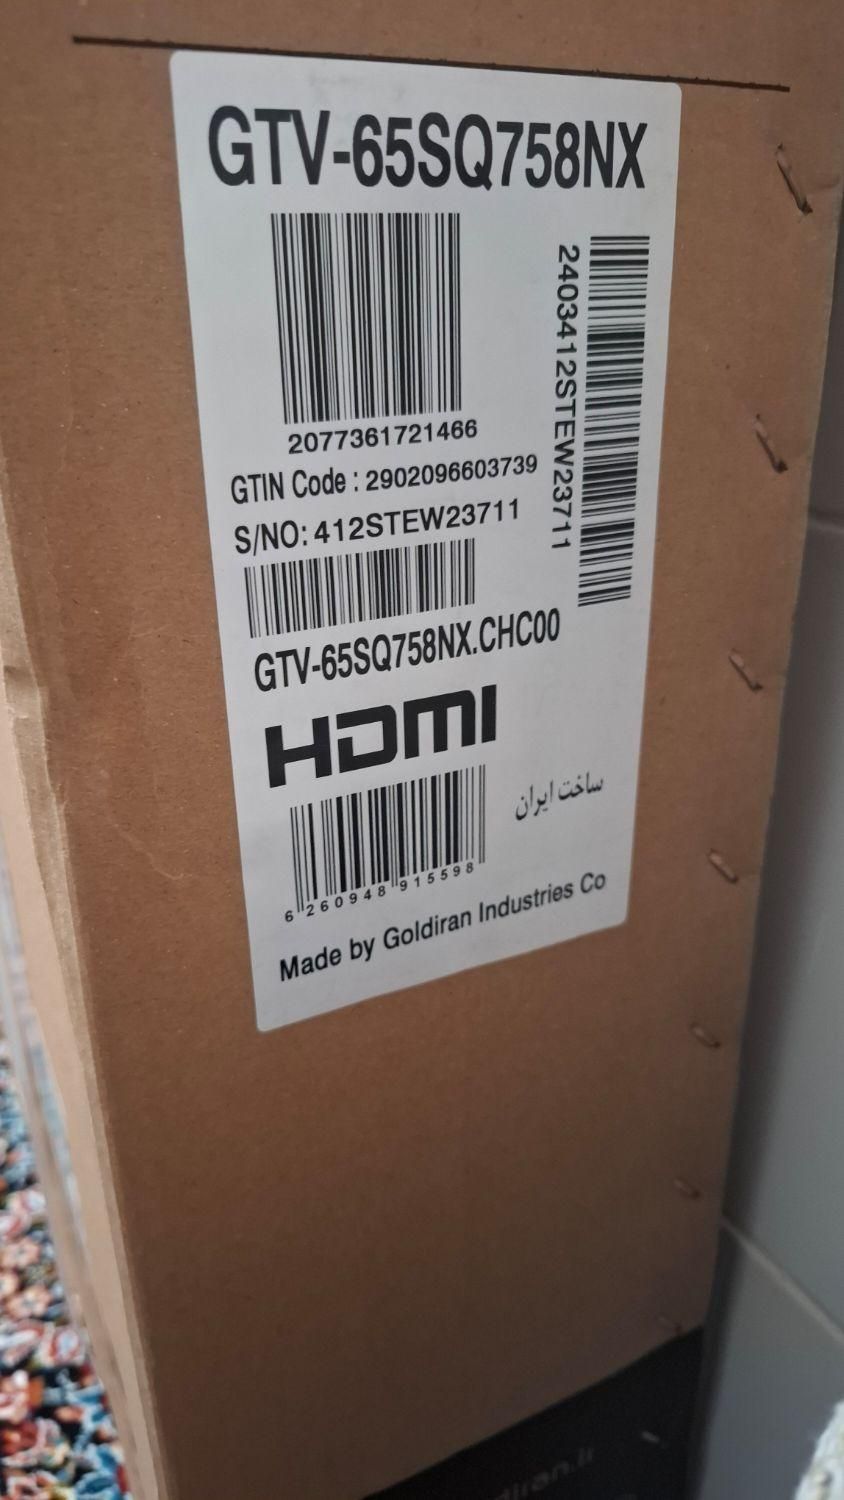 GTV-65SQ758NX
2403412STEW23711
2077361721466
GTIN Code : 2902096603739
S/NO: 412STEW23711
GTV-65SQ758NX.CHC00
HDMI
ساخت ایران
6 260948 915598
Made by Goldiran Industries Co